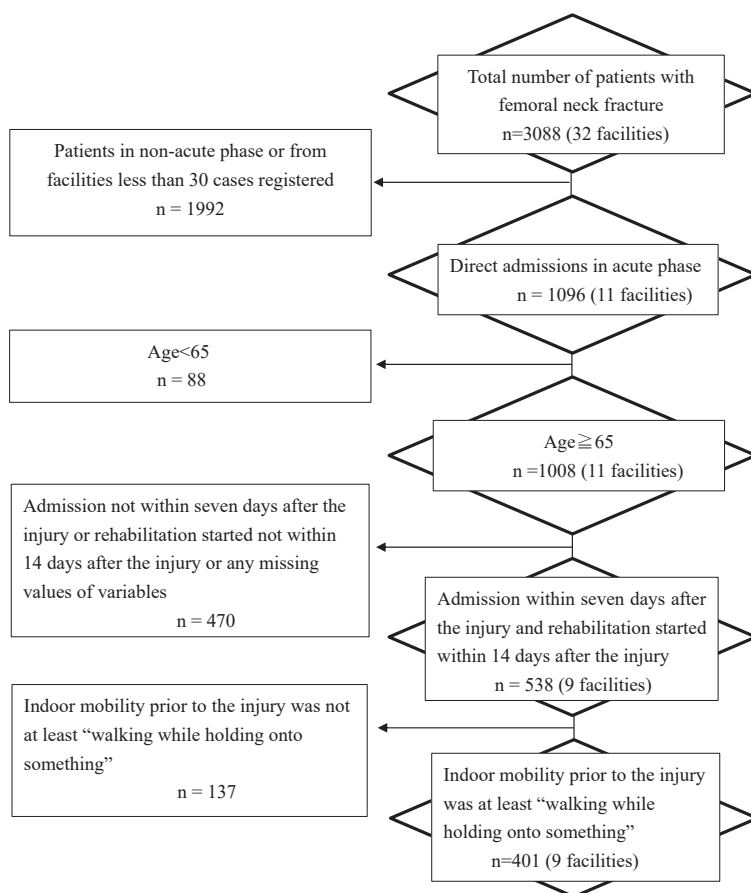 Total number of patients with
femoral neck fracture
n=3088 (32 facilities)
Patients in non-acute phase or from
facilities less than 30 cases registered
n = 1992
Direct admissions in acute phase
n = 1096 (11 facilities)
Age<65
n = 88
Age≧65
n =1008 (11 facilities)
Admission not within seven days after the
injury or rehabilitation started not within
14 days after the injury or any missing
values of variables
n = 470
Admission within seven days after
the injury and rehabilitation started
within 14 days after the injury
n = 538 (9 facilities)
Indoor mobility prior to the injury was not
at least “walking while holding onto
something”
n = 137
Indoor mobility prior to the injury
was at least “walking while
holding onto something”
n=401 (9 facilities)